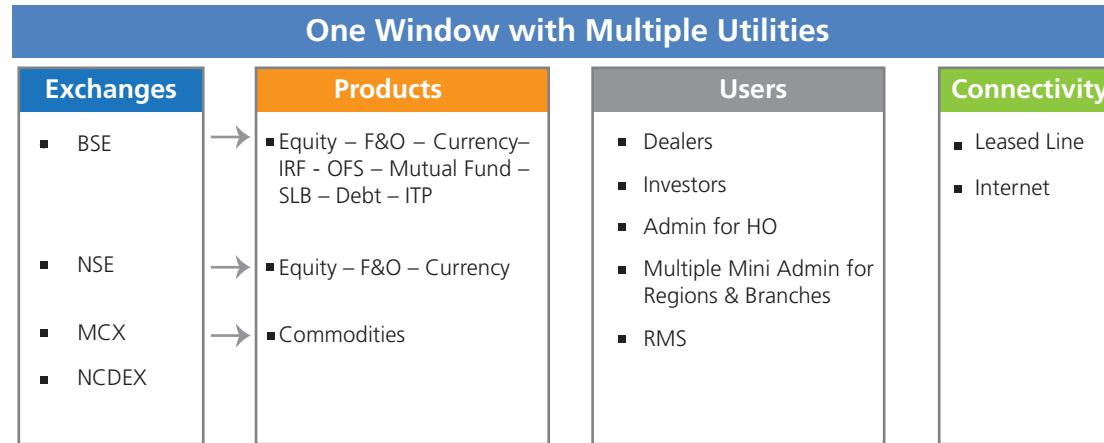 One Window with Multiple Utilities
Exchanges
BSE
NSE
MCX
NCDEX
Products
Equity – F&O – Currency–
IRF - OFS – Mutual Fund –
SLB – Debt – ITP
Equity – F&O – Currency
Commodities
Users
Dealers
Investors
Admin for HO
Multiple Mini Admin for
Regions & Branches
RMS
Connectivity
Leased Line
Internet